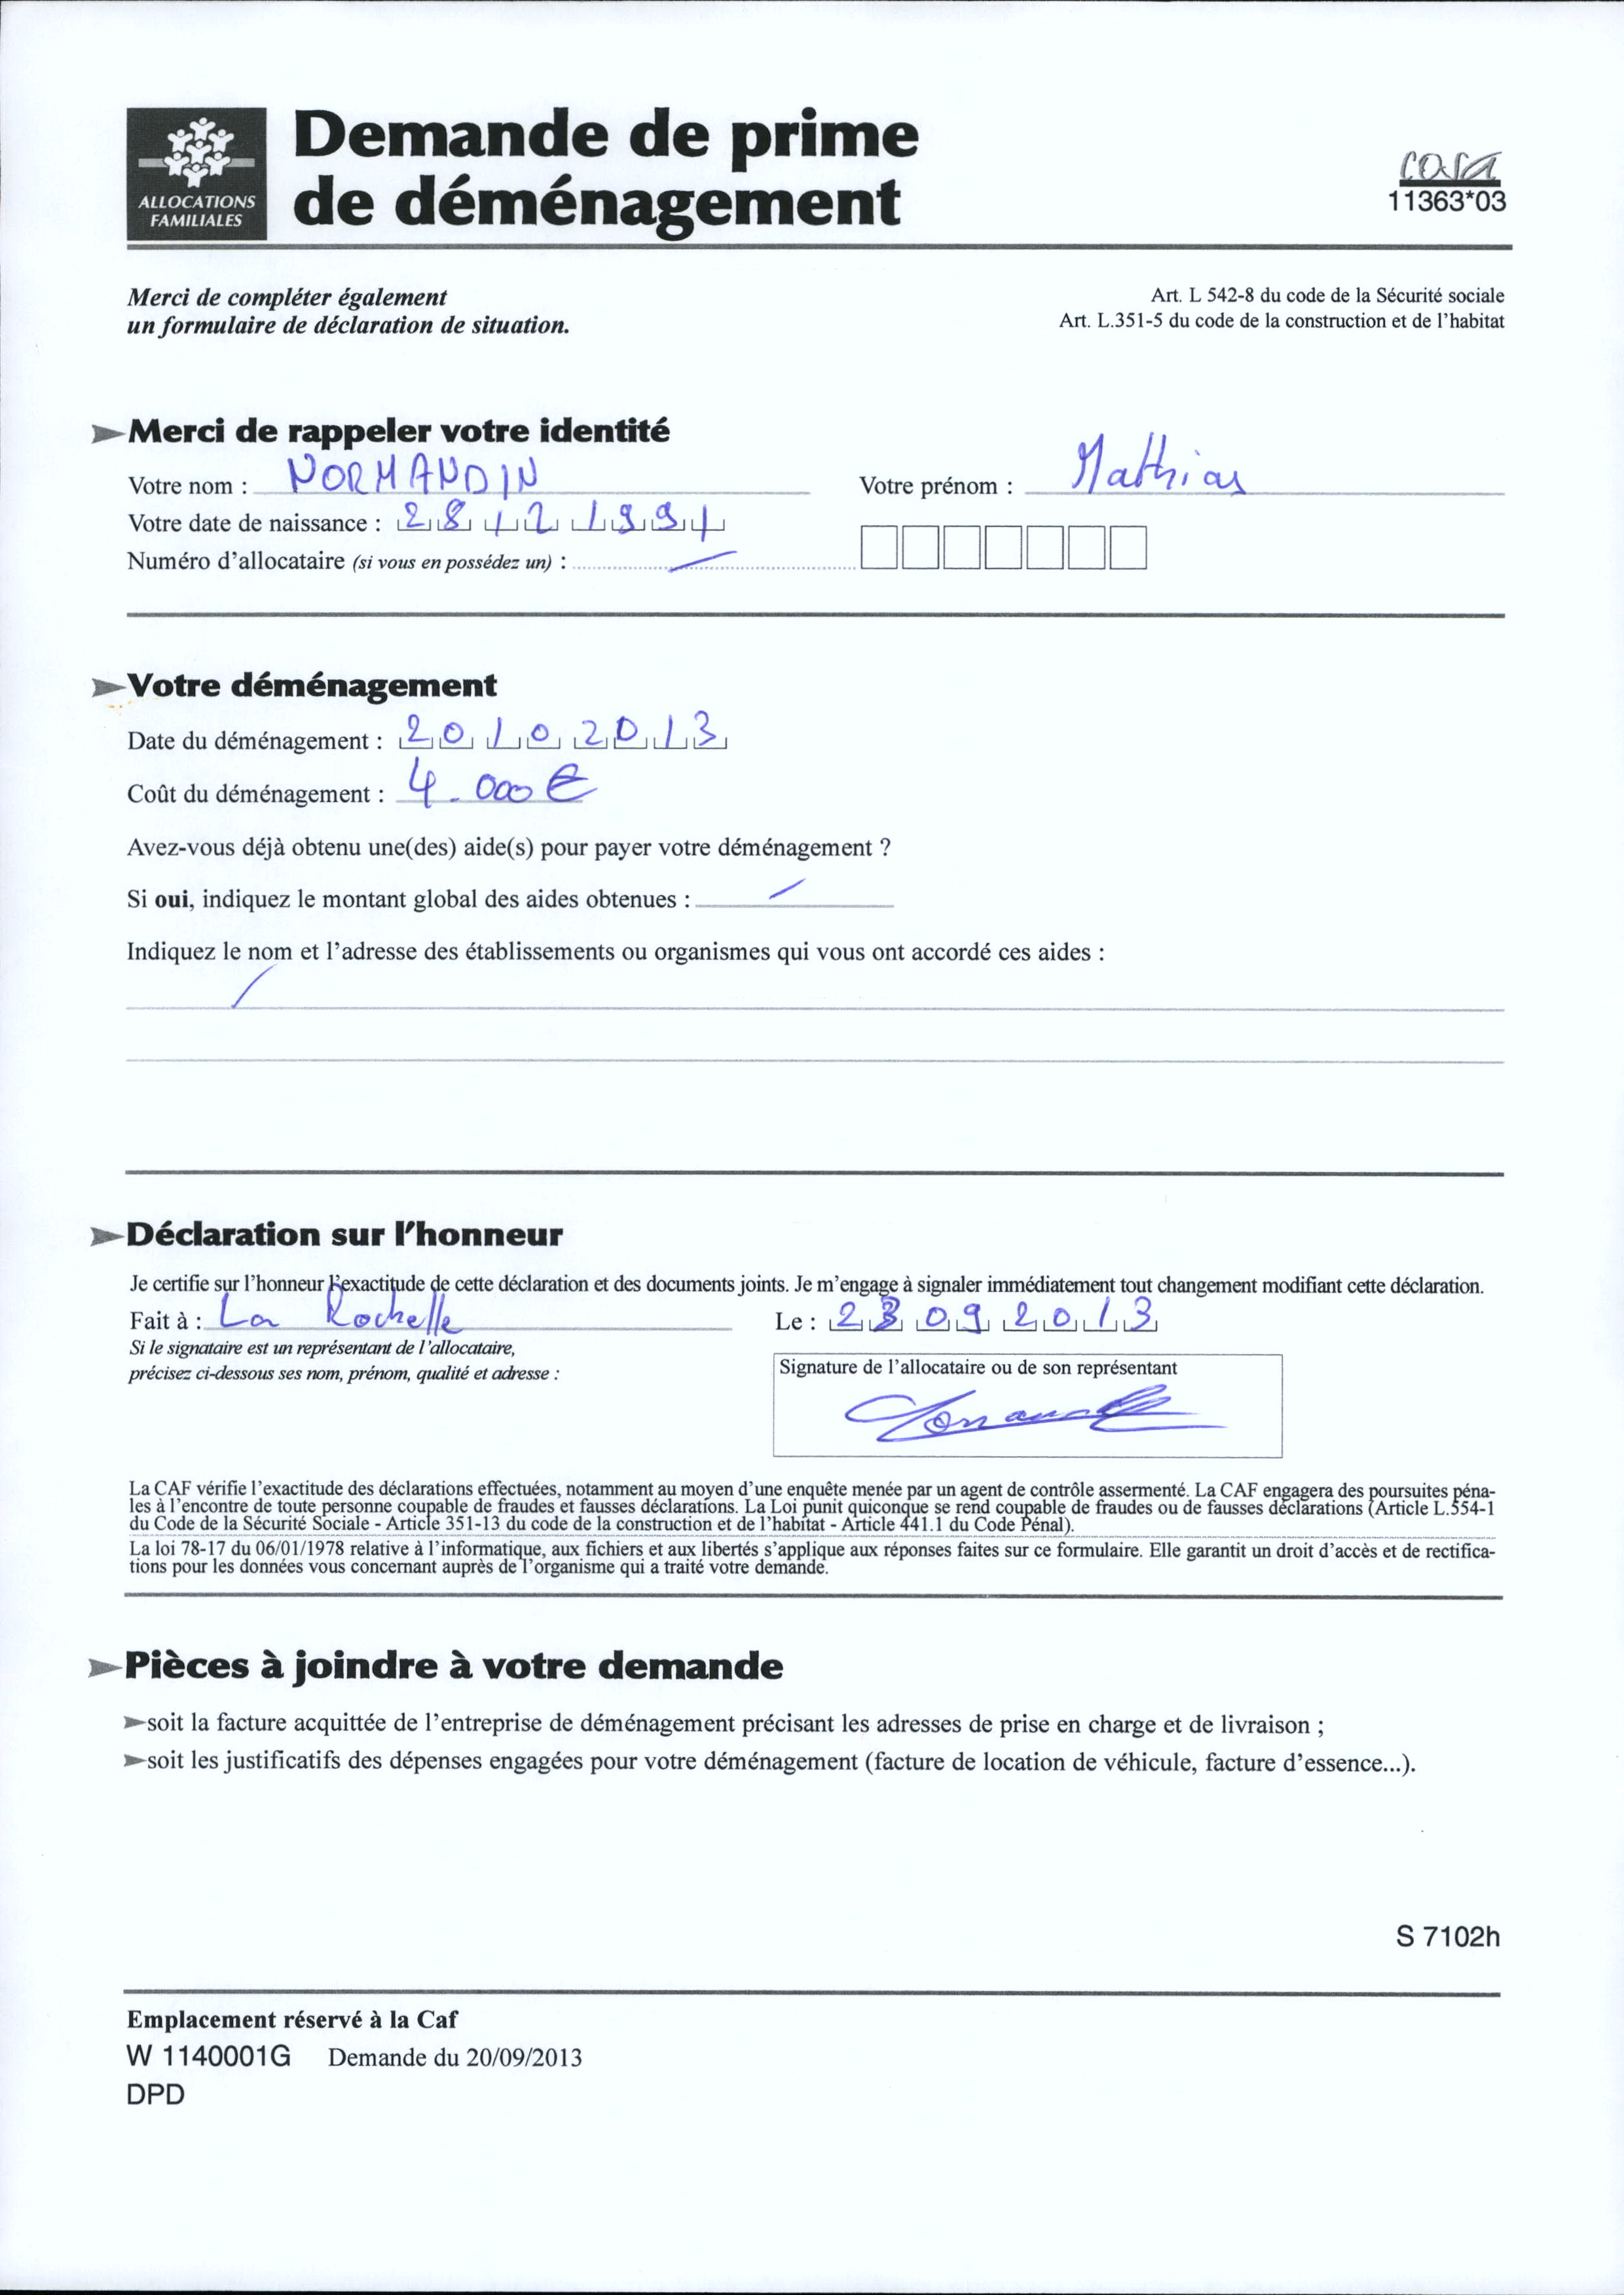 ALLOCATIONS
FAMILIALES
Demande de prime
de déménagement
cerfa
11363*03
Merci de compléter également
un formulaire de déclaration de situation.
Art. L 542-8 du code de la Sécurité sociale
Art. L.351-5 du code de la construction et de l'habitat
Merci de rappeler votre identité
Votre nom : NORMANDIN Votre prénom : Mathias
Votre date de naissance : 28 12 1991
Numéro d'allocataire (si vous en possédez un) : /
Votre déménagement
Date du déménagement : 20 10 2013
Coût du déménagement : 4.000€
Avez-vous déjà obtenu une(des) aide(s) pour payer votre déménagement ?
Si oui, indiquez le montant global des aides obtenues : /
Indiquez le nom et l'adresse des établissements ou organismes qui vous ont accordé ces aides :
/
Déclaration sur l'honneur
Je certifie sur l'honneur l'exactitude de cette déclaration et des documents joints. Je m'engage à signaler immédiatement tout changement modifiant cette déclaration.
Fait à : La Rochelle Le : 23 09 2013
Si le signataire est un représentant de l'allocataire,
précisez ci-dessous ses nom, prénom, qualité et adresse :
Signature de l'allocataire ou de son représentant
La CAF vérifie l'exactitude des déclarations effectuées, notamment au moyen d'une enquête menée par un agent de contrôle assermenté. La CAF engagera des poursuites péna-
les à l'encontre de toute personne coupable de fraudes et fausses déclarations. La Loi punit quiconque se rend coupable de fraudes ou de fausses déclarations (Article L.554-1
du Code de la Sécurité Sociale - Article 351-13 du code de la construction et de l'habitat - Article 441.1 du Code Pénal).
La loi 78-17 du 06/01/1978 relative à l'informatique, aux fichiers et aux libertés s'applique aux réponses faites sur ce formulaire. Elle garantit un droit d'accès et de rectifica-
tions pour les données vous concernant auprès de l'organisme qui a traité votre demande.
Pièces à joindre à votre demande
soit la facture acquittée de l'entreprise de déménagement précisant les adresses de prise en charge et de livraison ;
soit les justificatifs des dépenses engagées pour votre déménagement (facture de location de véhicule, facture d'essence...).
S 7102h
Emplacement réservé à la Caf
W 1140001G Demande du 20/09/2013
DPD